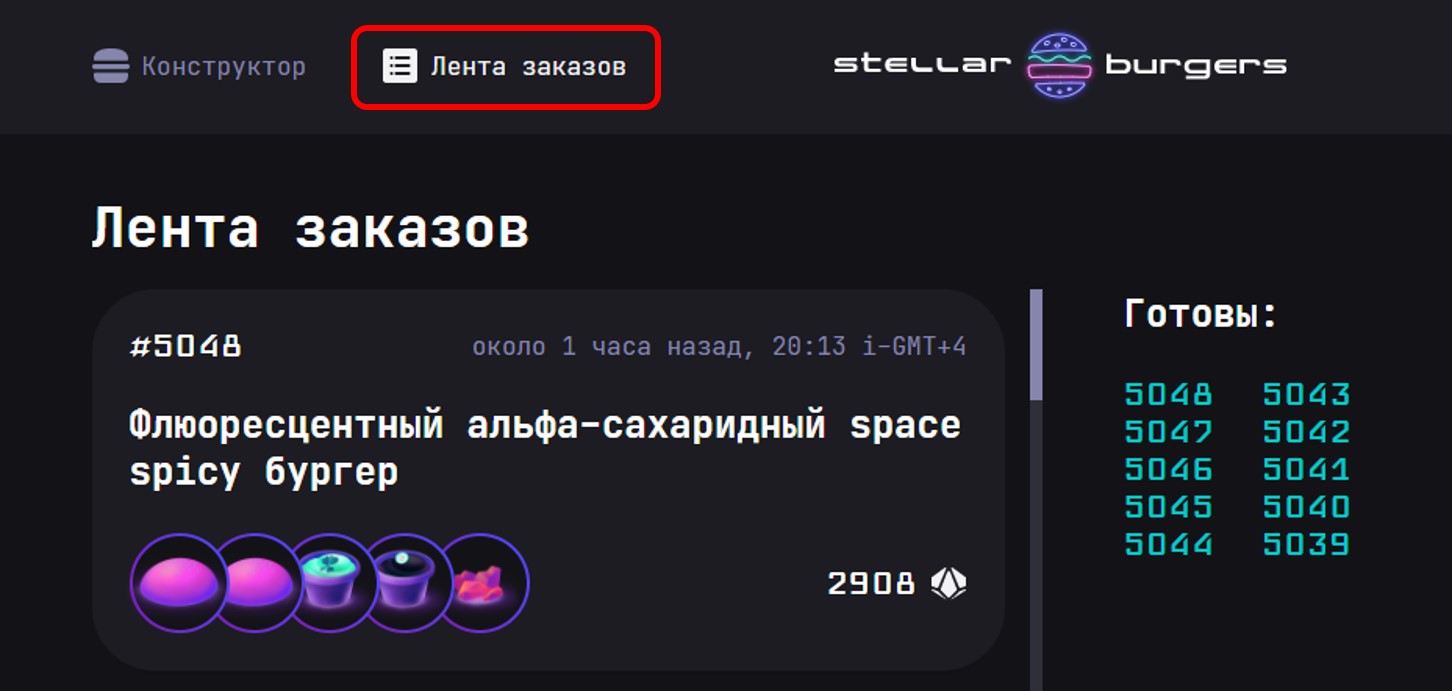 Конструктор
Лента заказов
stellar burgers
Лента заказов
#5048
около 1 часа назад, 20:13 i-GMT+4
Флюоресцентный альфа-сахаридный space
spicy бургер
2908
Готовы:
5048 5043
5047 5042
5046 5041
5045 5040
5044 5039